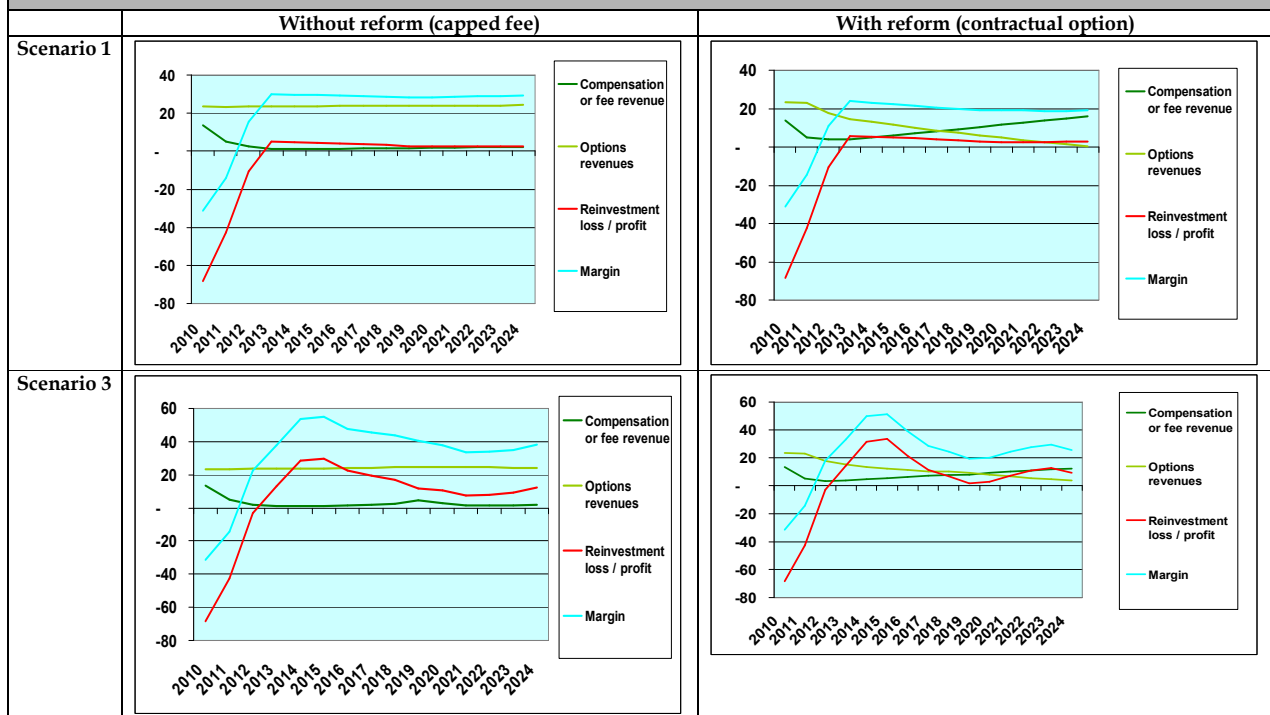 Without reform (capped fee)
With reform (contractual option)
Scenario 1
40
20
-
-20
-40
-60
-80
2010
2011
2012
2013
2014
2015
2016
2017
2018
2019
2020
2021
2022
2023
2024
Compensation
or fee revenue
Options
revenues
Reinvestment
loss / profit
Margin
40
20
-
-20
-40
-60
-80
2010
2011
2012
2013
2014
2015
2016
2017
2018
2019
2020
2021
2022
2023
2024
Compensation
or fee revenue
Options
revenues
Reinvestment
loss / profit
Margin
Scenario 3
60
40
20
-
-20
-40
-60
-80
2010
2011
2012
2013
2014
2015
2016
2017
2018
2019
2020
2021
2022
2023
2024
Compensation
or fee revenue
Options
revenues
Reinvestment
loss / profit
Margin
60
40
20
-
-20
-40
-60
-80
2010
2011
2012
2013
2014
2015
2016
2017
2018
2019
2020
2021
2022
2023
2024
Compensation
or fee revenue
Options
revenues
Reinvestment
loss / profit
Margin